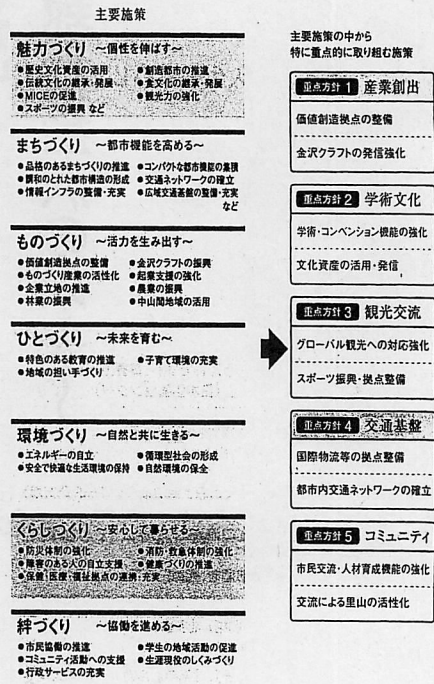 主要施策
魅力づくり ～個性を伸ばす～
●歴史文化資産の活用 ●創造都市の推進
●伝統文化の継承・発展 ●食文化の継承・発展
●MICEの促進 ●観光力の強化
●スポーツの振興 など
まちづくり ～都市機能を高める～
●品格のあるまちづくりの推進 ●コンパクトな都市機能の集積
●調和のとれた都市構造の形成 ●交通ネットワークの確立
●情報インフラの整備・充実 ●広域交通基盤の整備・充実
など
ものづくり ～活力を生み出す～
●価値創造拠点の整備 ●金沢クラフトの振興
●ものづくり産業の活性化 ●起業支援の強化
●企業立地の推進 ●農業の振興
●林業の振興 ●中山間地域の活用
ひとづくり ～未来を育む～
●特色のある教育の推進 ●子育て環境の充実
●地域の担い手づくり
環境づくり ～自然と共に生きる～
●エネルギーの自立 ●循環型社会の形成
●安全で快適な生活環境の保持 ●自然環境の保全
くらしづくり ～安心して暮らせる～
●防災体制の強化 ●消防・救急体制の強化
●障害のある人の自立支援 ●健康づくりの推進
●保健・医療・福祉拠点の連携・充実
絆づくり ～協働を進める～
●市民協働の推進 ●学生の地域活動の促進
●コミュニティ活動への支援 ●生涯現役のしくみづくり
●行政サービスの充実
主要施策の中から
特に重点的に取り組む施策
重点方針1 産業創出
価値創造拠点の整備
金沢クラフトの発信強化
重点方針2 学術文化
学術・コンベンション機能の強化
文化資産の活用・発信
重点方針3 観光交流
グローバル観光への対応強化
スポーツ振興・拠点整備
重点方針4 交通基盤
国際物流等の拠点整備
都市内交通ネットワークの確立
重点方針5 コミュニティ
市民交流・人材育成機能の強化
交流による里山の活性化